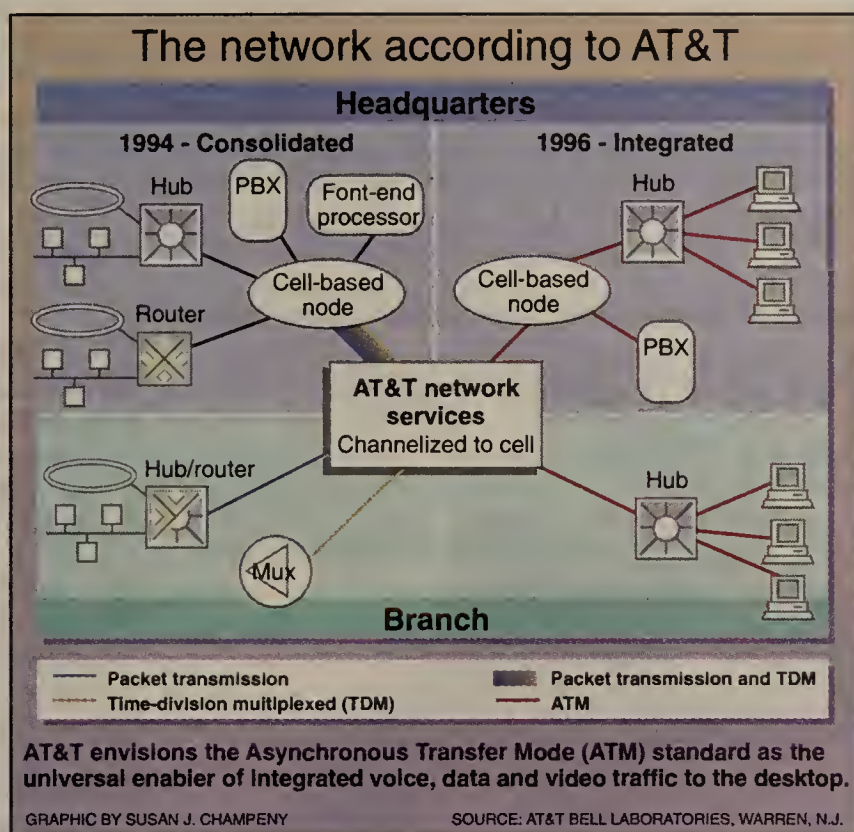 The network according to AT&T
Headquarters
1994 - Consolidated
1996 - Integrated
Hub
PBX
Font-end
processor
Cell-based
node
Router
Hub
Cell-based
node
PBX
AT&T network
services
Channelized to cell
Hub/router
Mux
Hub
Branch
Packet transmission
Time-division multiplexed (TDM)
Packet transmission and TDM
ATM
AT&T envisions the Asynchronous Transfer Mode (ATM) standard as the
universal enabler of integrated voice, data and video traffic to the desktop.
GRAPHIC BY SUSAN J. CHAMPENY
SOURCE: AT&T BELL LABORATORIES, WARREN, N.J.